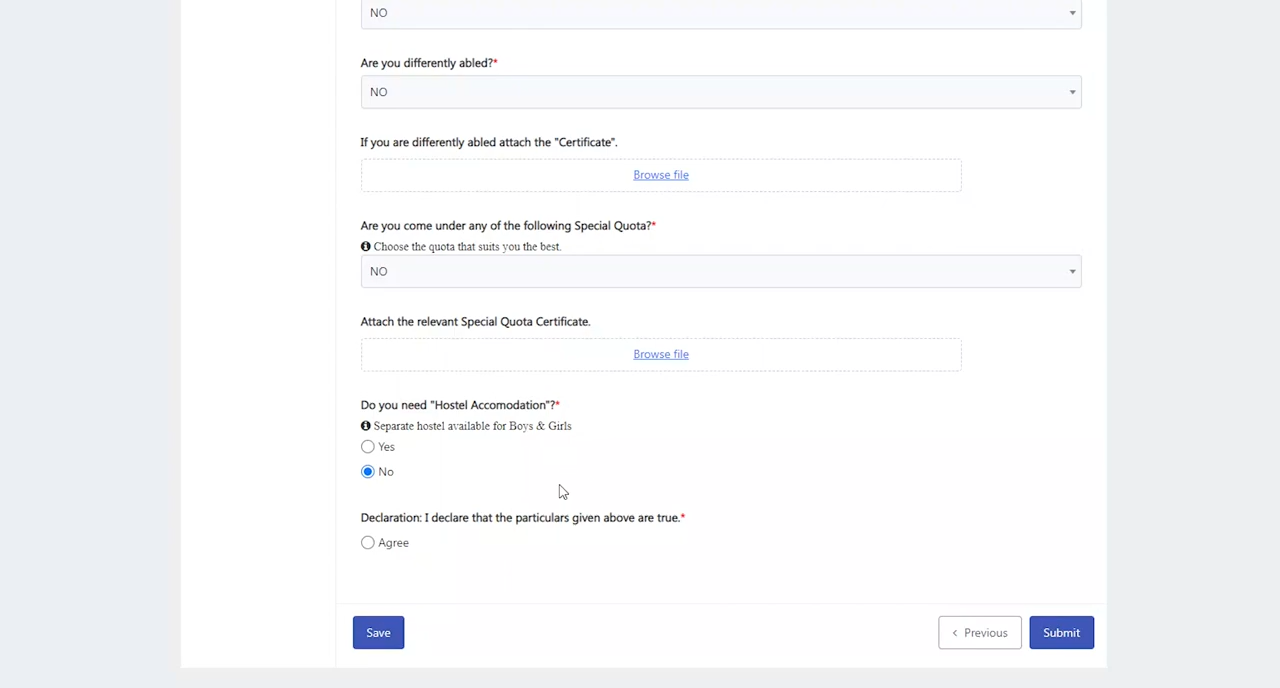 NO
Are you differently abled?*
NO
If you are differently abled attach the "Certificate".
Browse file
Are you come under any of the following Special Quota?*
Choose the quota that suits you the best.
NO
Attach the relevant Special Quota Certificate.
Browse file
Do you need "Hostel Accomodation"?*
Separate hostel available for Boys & Girls
Yes
No
Declaration: I declare that the particulars given above are true.*
Agree
Save
‹ Previous
Submit